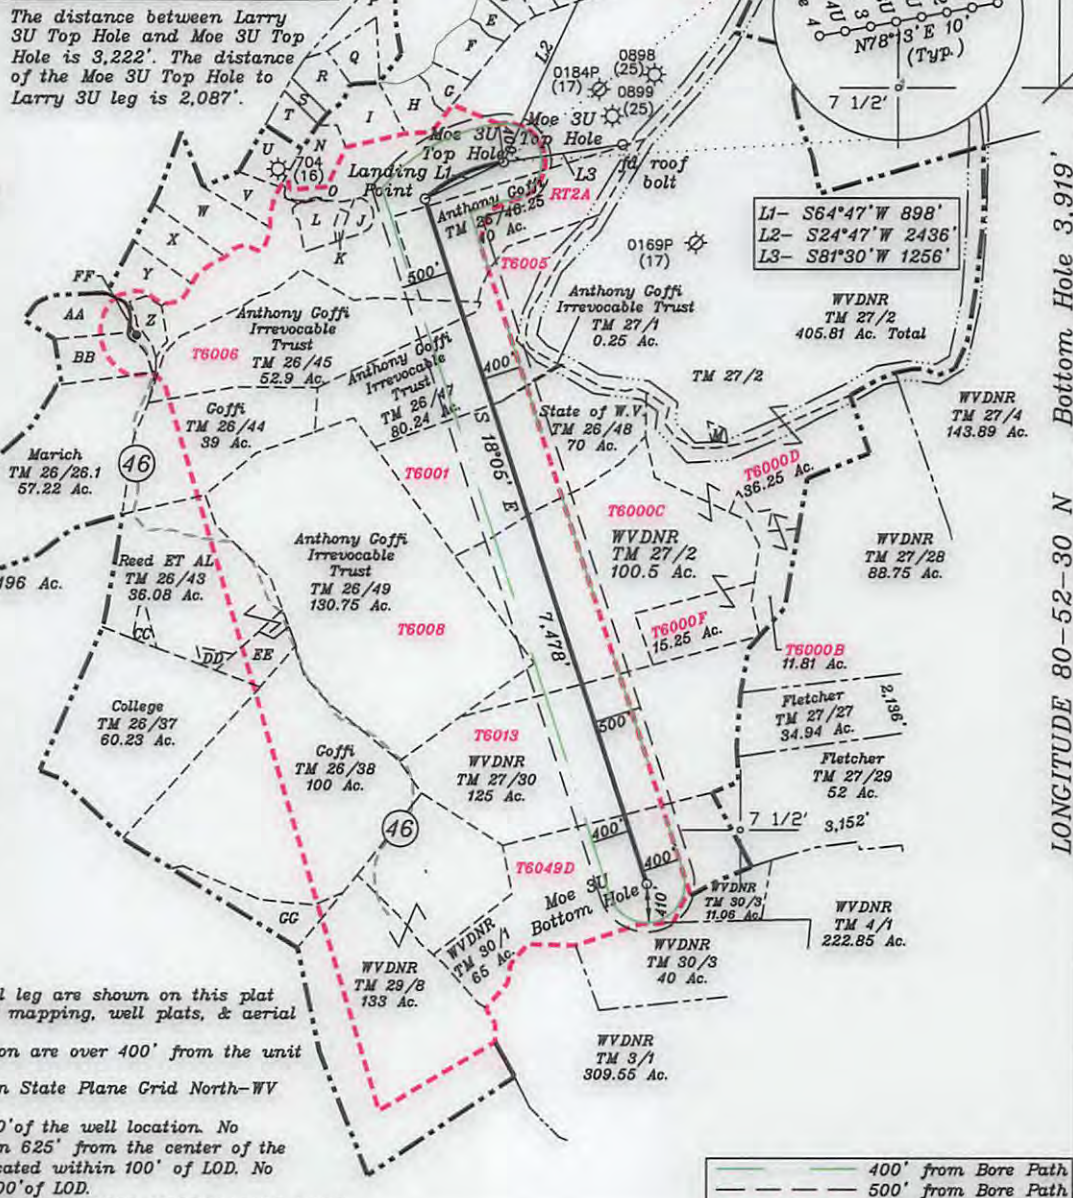 The distance between Larry
3U Top Hole and Moe 3U Top
Hole is 3,222'. The distance
of the Moe 3U Top Hole to
Larry 3U leg is 2,087'.
4U
3
N78°13'E 10'
(Typ.)
7 1/2'
Q
R
S
T
U
N
I
H
G
F
E
L2
0898
(25)
0184P
(17)
0899
(25)
Moe 3U
Top Hole
Moe 3U
Top Hole
409'
704
(16)
Landing
Point
L1
L3
fd. roof
bolt
O
V
W
X
Y
L
J
K
Anthony Goffi
TM 26/46.25
0 Ac.
RT2A
L1- S64°47'W 898'
L2- S24°47'W 2436'
L3- S81°30'W 1256'
0169P
(17)
T6005
500'
FF
AA
Z
BB
Anthony Goffi
Irrevocable
Trust
TM 26/45
52.9 Ac.
T6006
Anthony Goffi
Irrevocable Trust
TM 27/1
0.25 Ac.
WVDNR
TM 27/2
405.81 Ac. Total
Anthony Goffi
Irrevocable
Trust
TM 26/47
80.24 Ac.
400'
TM 27/2
WVDNR
TM 27/4
143.89 Ac.
Goffi
TM 26/44
39 Ac.
State of W.V.
TM 26/48
70 Ac.
Marich
TM 26/26.1
57.22 Ac.
46
T6001
S 18°05' E
T6000D
36.25 Ac.
T6000C
WVDNR
TM 27/2
100.5 Ac.
WVDNR
TM 27/28
88.75 Ac.
Anthony Goffi
Irrevocable
Trust
TM 26/49
130.75 Ac.
T6008
196 Ac.
Reed ET AL
TM 26/43
36.08 Ac.
CC
DD
EE
7,478'
T6000F
15.25 Ac.
T6000B
11.81 Ac.
College
TM 26/37
60.23 Ac.
Fletcher
TM 27/27
34.94 Ac.
2,136'
500'
T6013
WVDNR
TM 27/30
125 Ac.
Goffi
TM 26/38
100 Ac.
Fletcher
TM 27/29
52 Ac.
46
7 1/2'
3,152'
400'
400'
T6049D
Moe 3U
Bottom Hole
410'
WVDNR
TM 30/3
11.06 Ac.
WVDNR
TM 4/1
222.85 Ac.
GG
WVDNR
TM 30/1
65 Ac.
WVDNR
TM 29/8
133 Ac.
WVDNR
TM 30/3
40 Ac.
WVDNR
TM 3/1
309.55 Ac.
LONGITUDE 80-52-30 N Bottom Hole 3,919'
l leg are shown on this plat
mapping, well plats, & aerial
on are over 400' from the unit
n State Plane Grid North-WV
0' of the well location. No
n 625' from the center of the
cated within 100' of LOD. No
00' of LOD.
400' from Bore Path
500' from Bore Path